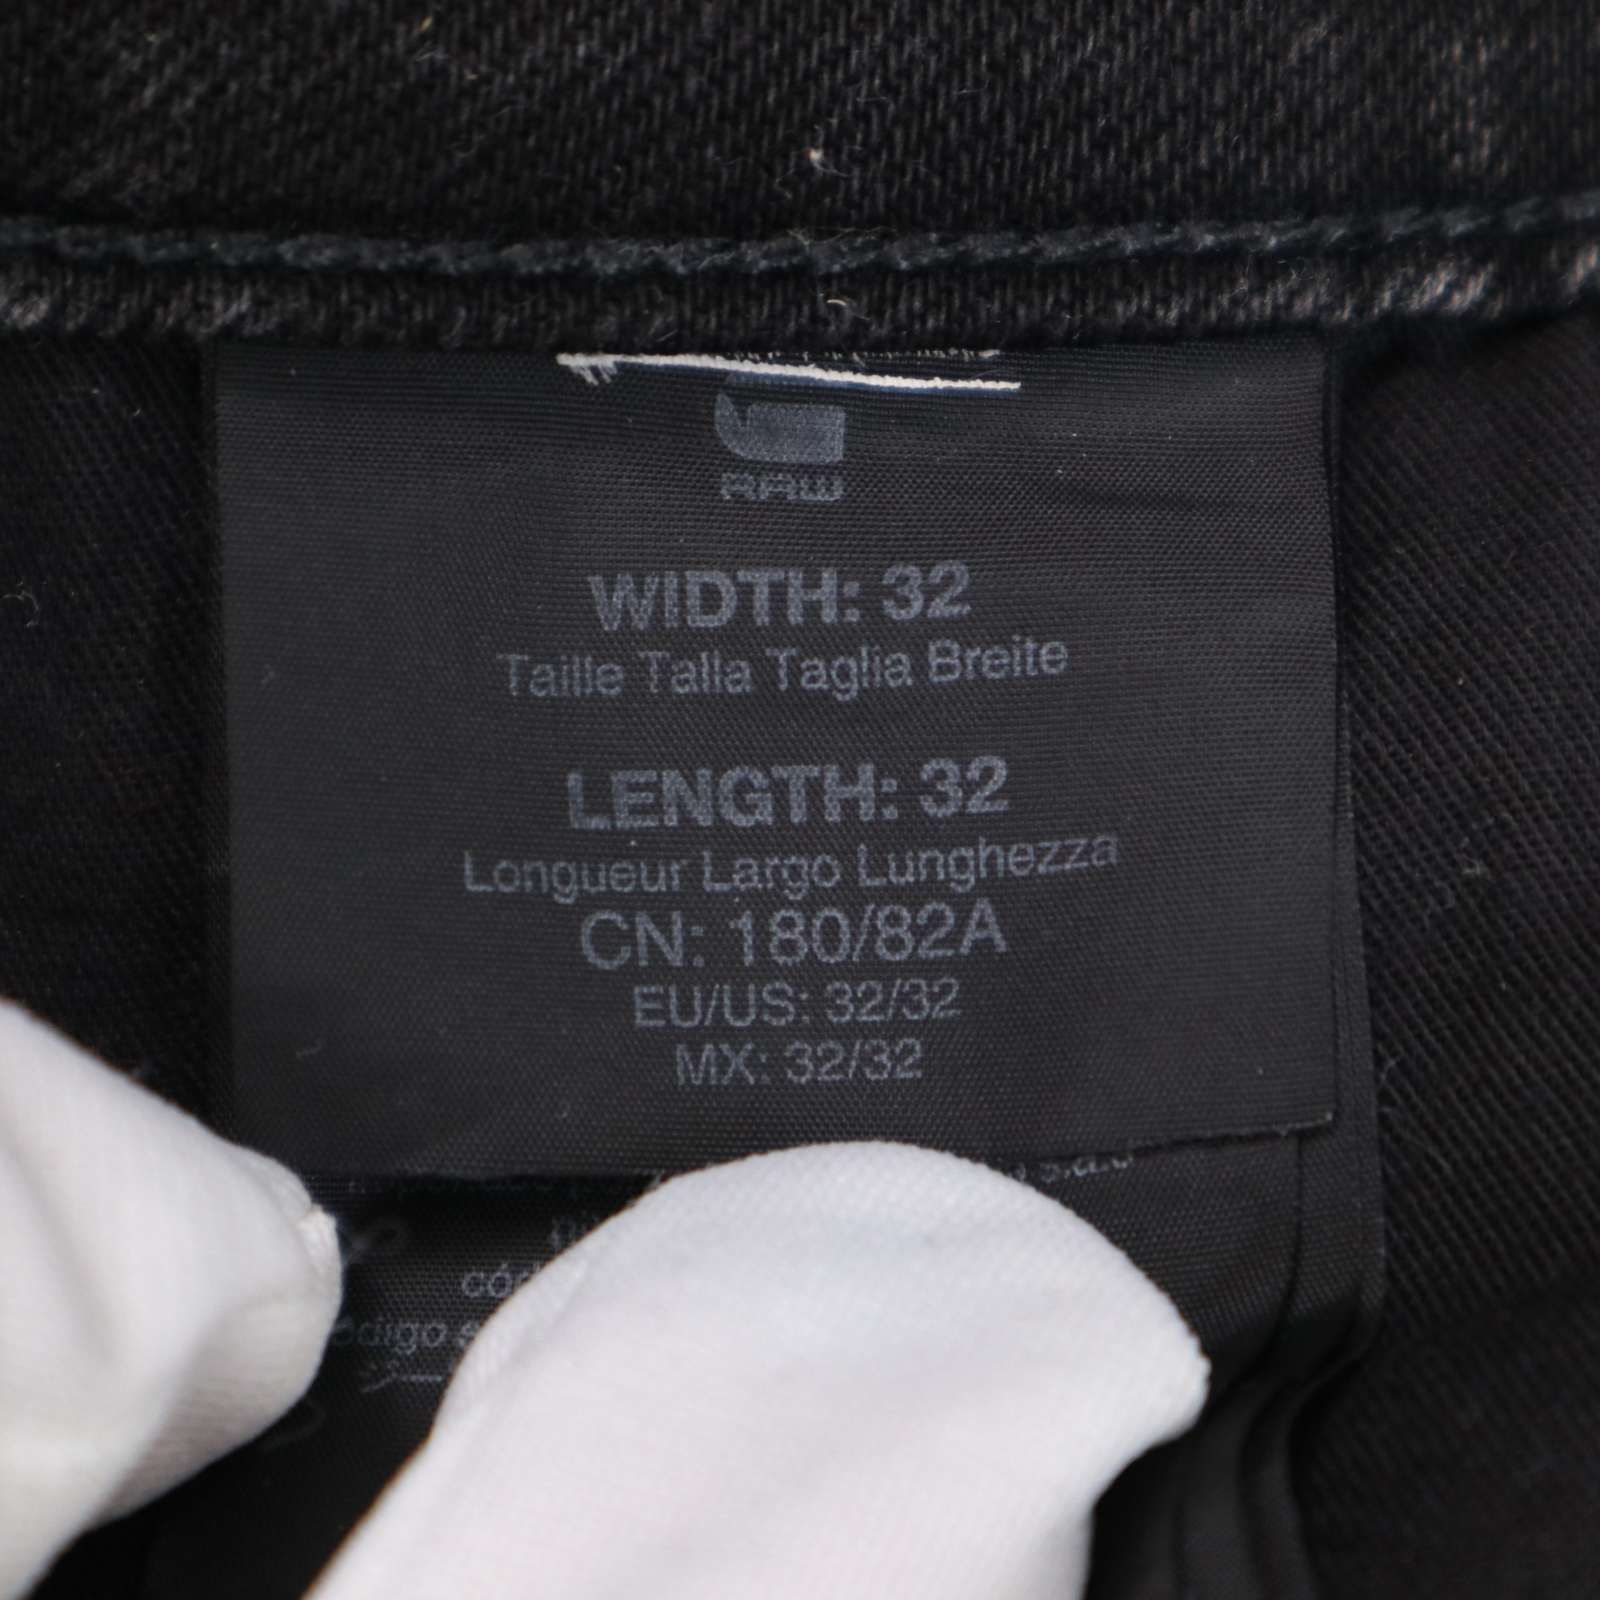 RAW
WIDTH: 32
Taille Talla Taglia Breite
LENGTH: 32
Longueur Largo Lunghezza
CN: 180/82A
EU/US: 32/32
MX: 32/32